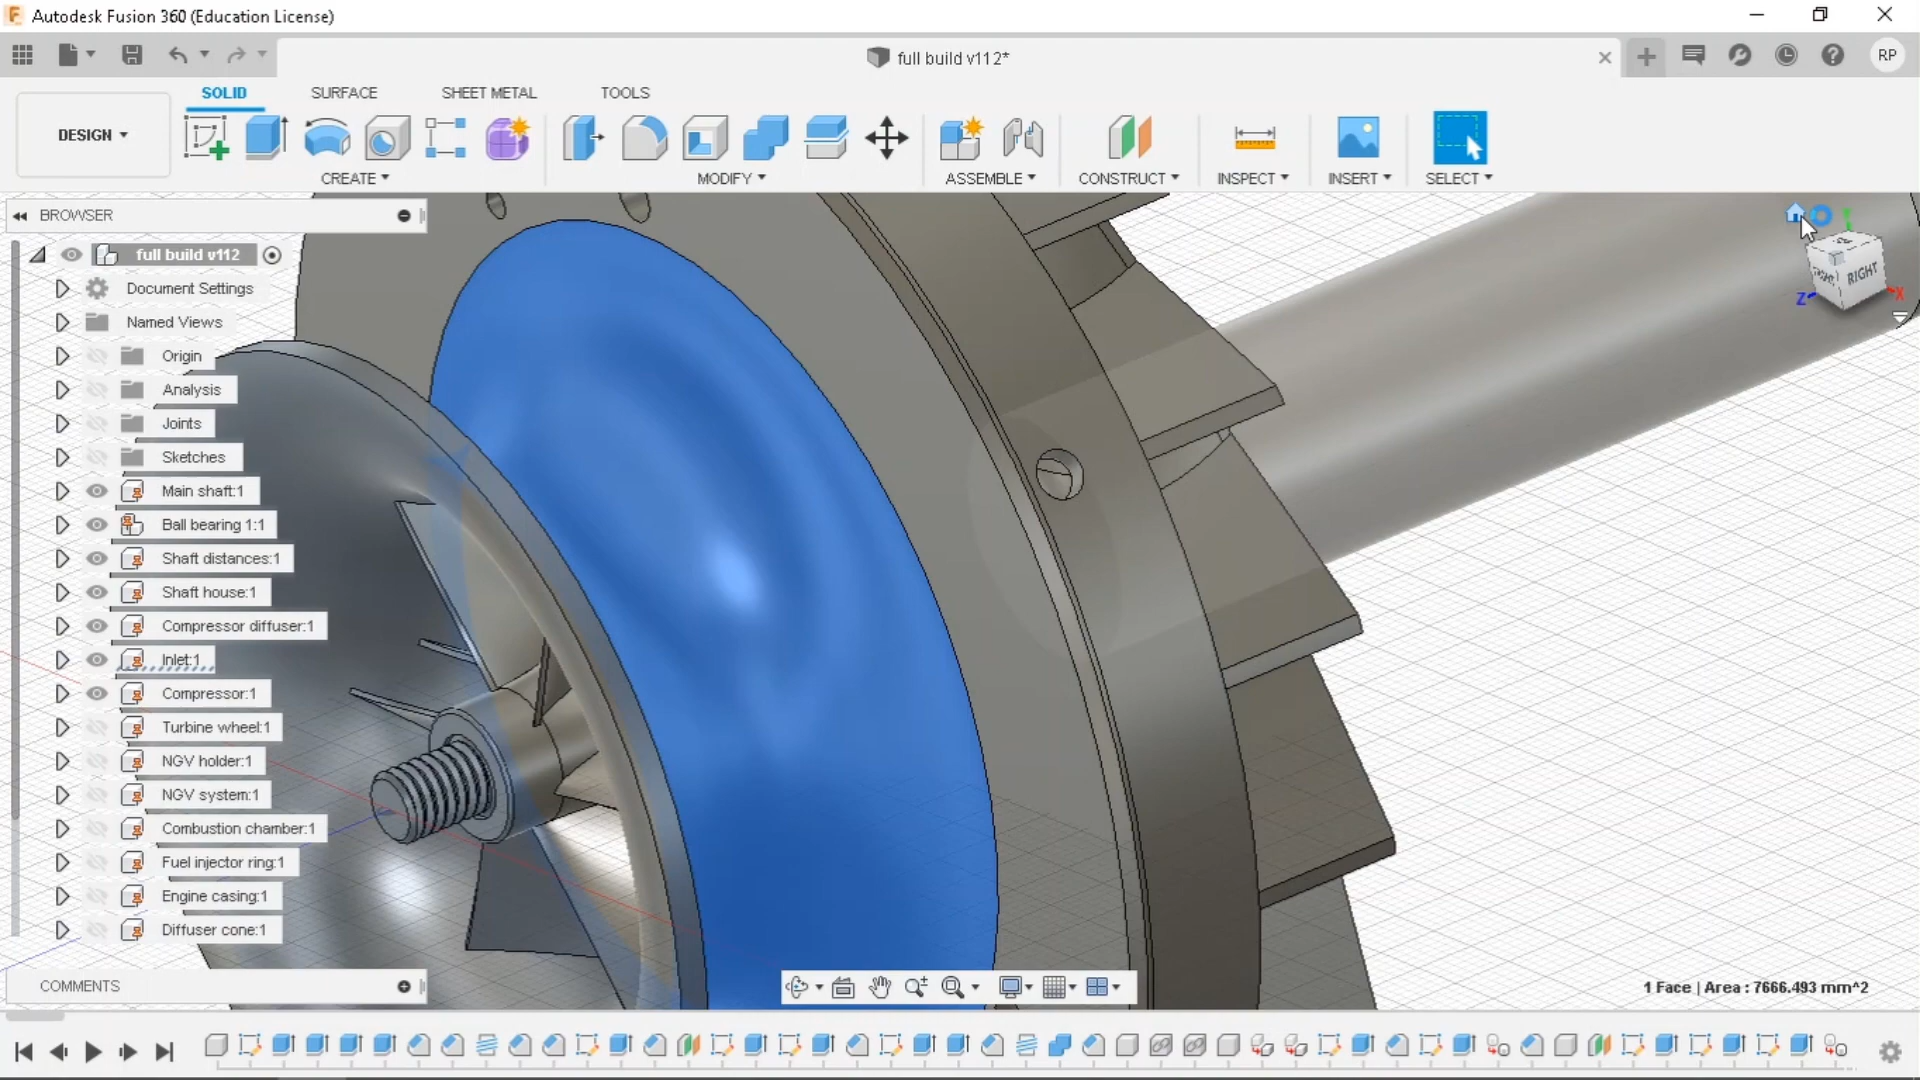 Autodesk Fusion 360 (Education License)
full build v112*
RP
SOLID SURFACE SHEET METAL TOOLS
DESIGN
CREATE MODIFY ASSEMBLE CONSTRUCT INSPECT INSERT SELECT
BROWSER
full build v112
Document Settings
Named Views
Origin
Analysis
Joints
Sketches
Main shaft:1
Ball bearing 1:1
Shaft distances:1
Shaft house:1
Compressor diffuser:1
Inlet:1
Compressor:1
Turbine wheel:1
NGV holder:1
NGV system:1
Combustion chamber:1
Fuel injector ring:1
Engine casing:1
Diffuser cone:1
RIGHT
Z
X
COMMENTS
1 Face | Area : 7666.493 mm^2